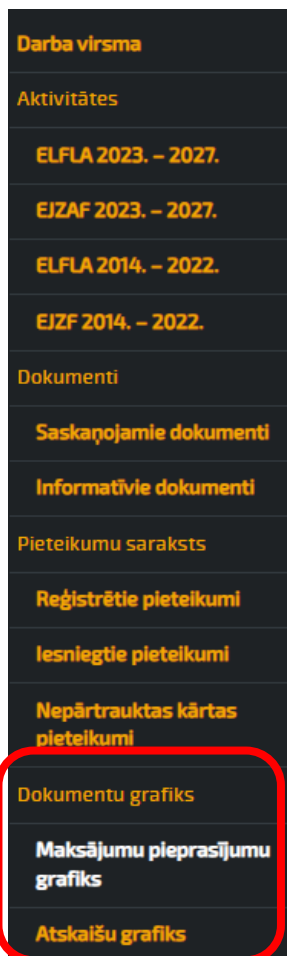 Darba virsma
Aktivitātes
ELFLA 2023. – 2027.
EJZAF 2023. – 2027.
ELFLA 2014. – 2022.
EJZF 2014. – 2022.
Dokumenti
Saskaņojamie dokumenti
Informatīvie dokumenti
Pieteikumu saraksts
Reģistrētie pieteikumi
Iesniegtie pieteikumi
Nepārtrauktas kārtas
pieteikumi
Dokumentu grafiks
Maksājumu pieprasījumu
grafiks
Atskaišu grafiks